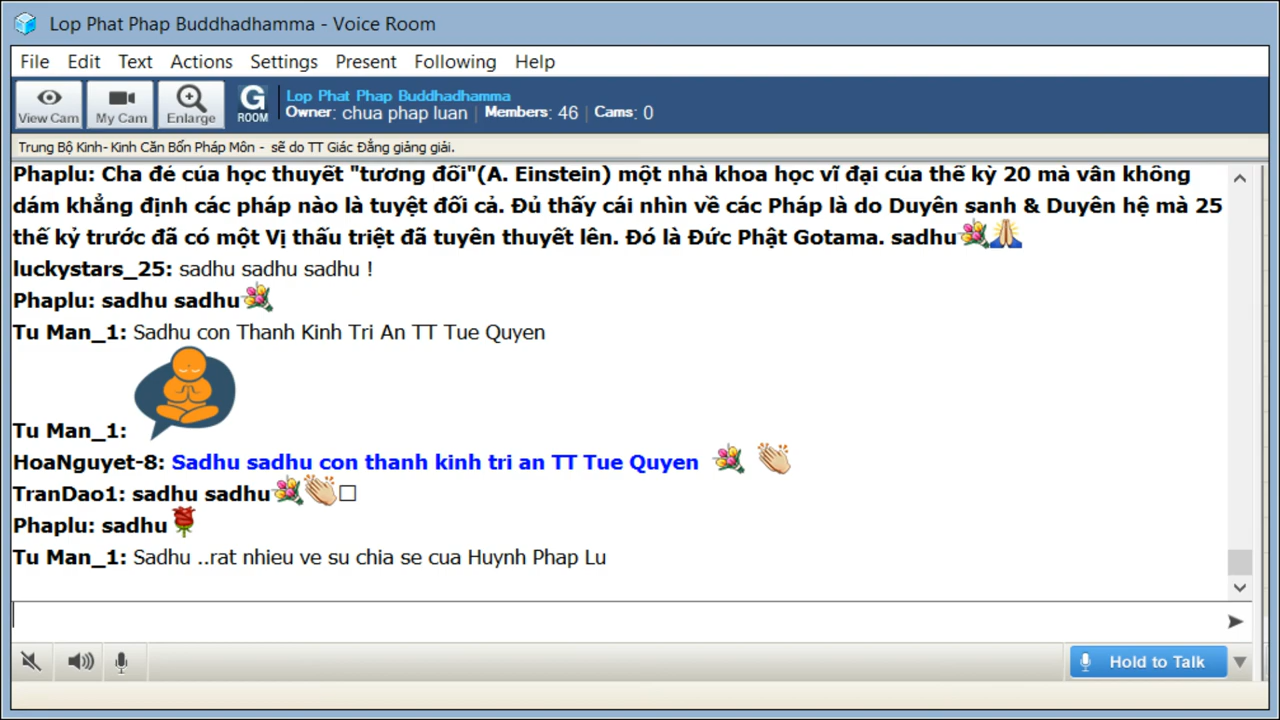 Lop Phat Phap Buddhadhamma - Voice Room
File Edit Text Actions Settings Present Following Help
View Cam My Cam Enlarge G ROOM Lop Phat Phap Buddhadhamma
Owner: chua phap luan | Members: 46 | Cams: 0
Trung Bộ Kinh- Kinh Căn Bổn Pháp Môn - sẽ do TT Giác Đẳng giảng giải.
Phaplu: Cha đé cúa học thuyết "tương đối"(A. Einstein) một nhà khoa học vĩ đại cúa thế kỳ 20 mà vân không
dám khẳng định các pháp nào là tuyệt đối cả. Đủ thấy cái nhìn về các Pháp là do Duyên sanh & Duyên hệ mà 25
thế kỷ trước đã có một Vị thấu triệt đã tuyên thuyết lên. Đó là Đức Phật Gotama. sadhu
luckystars_25: sadhu sadhu sadhu !
Phaplu: sadhu sadhu
Tu Man_1: Sadhu con Thanh Kinh Tri An TT Tue Quyen
Tu Man_1:
HoaNguyet-8: Sadhu sadhu con thanh kinh tri an TT Tue Quyen
TranDao1: sadhu sadhu
Phaplu: sadhu
Tu Man_1: Sadhu ..rat nhieu ve su chia se cua Huynh Phap Lu
Hold to Talk